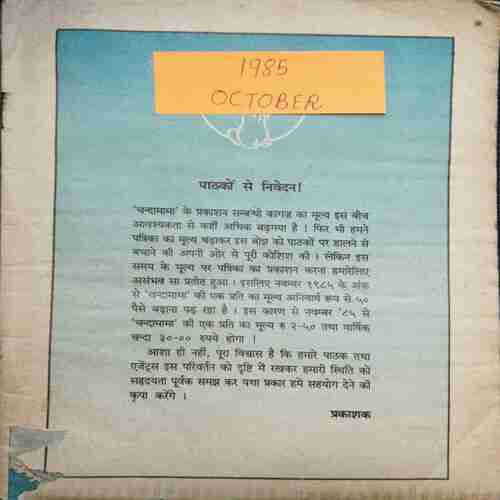 1985
OCTOBER
पाठकों से निवेदन!
'चन्दामामा' के प्रकाशन सम्बन्धी कागज़ का मूल्य इस बीच
आवश्यकता से कहीं अधिक बढ़गया है ! फिर भी हमने
पत्रिका का मूल्य बढ़ाकर इस बोझ को पाठकों पर डालने से
बचाने की अपनी ओर से पूरी कोशिश की । लेकिन इस
समय के मूल्य पर पत्रिका का प्रकाशन करना हमारेलिए
असंभव सा प्रतीत हुआ । इसलिए नवम्बर १९८५ के अंक
से 'चन्दामामा' की एक प्रति का मूल्य अनिवार्य रूप से ५०
पैसे बढ़ाना पड़ रहा है । इस कारण से नवम्बर '८५ से
'चन्दामामा' की एक प्रति का मूल्य रु २-५० तथा वार्षिक
चन्दा ३०-०० रुपये होगा ।
आशा ही नहीं, पूरा विश्वास है कि हमारे पाठक तथा
एजेंट्स इस परिवर्तन को दृष्टि में रखकर हमारी स्थिति को
सहृदयता पूर्वक समझ कर यथा प्रकार हमें सहयोग देने की
कृपा करेंगे ।
प्रकाशक